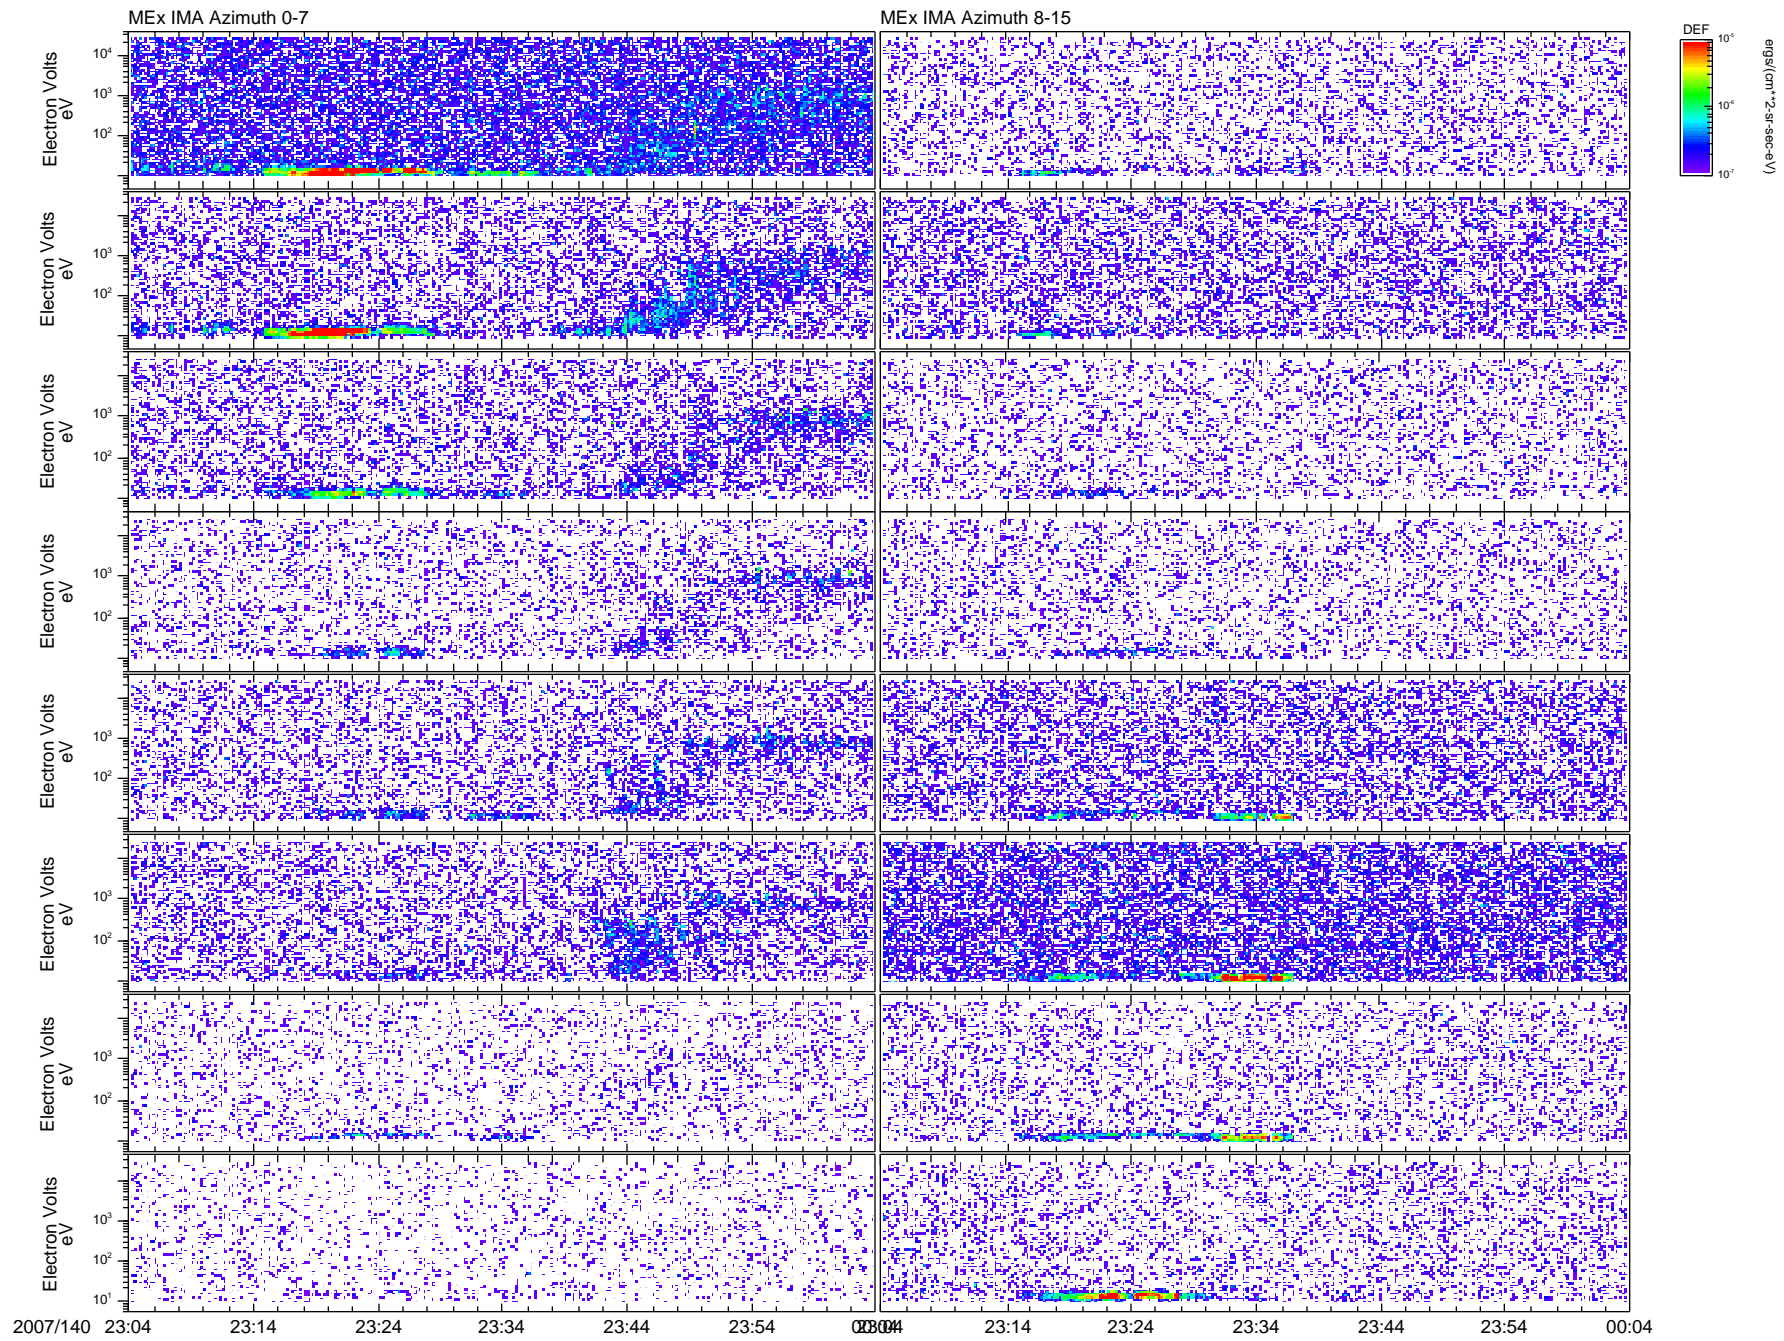 MEx IMA Azimuth 0-7
MEx IMA Azimuth 8-15
DEF
10⁻⁵
10⁻⁶
10⁻⁷
ergs/(cm**2-sr-sec-eV)
Electron Volts
eV
10⁴
10³
10²
Electron Volts
eV
10³
10²
Electron Volts
eV
10³
10²
Electron Volts
eV
10³
10²
Electron Volts
eV
10³
10²
Electron Volts
eV
10³
10²
Electron Volts
eV
10³
10²
Electron Volts
eV
10³
10²
10¹
2007/140 23:04 23:14 23:24 23:34 23:44 23:54 00:04
23:04 23:14 23:24 23:34 23:44 23:54 00:04